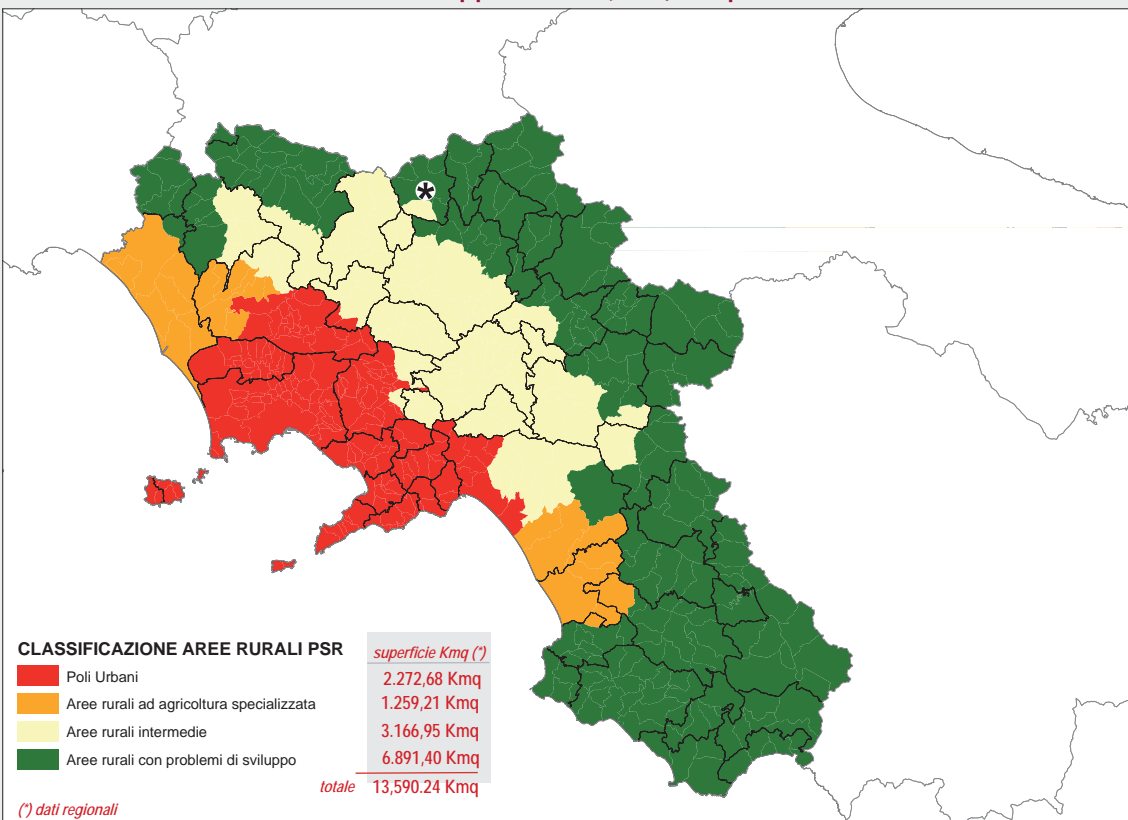 CLASSIFICAZIONE AREE RURALI PSR
superficie Kmq (*)
Poli Urbani
2.272,68 Kmq
Aree rurali ad agricoltura specializzata
1.259,21 Kmq
Aree rurali intermedie
3.166,95 Kmq
Aree rurali con problemi di sviluppo
6.891,40 Kmq
totale 13,590.24 Kmq
(*) dati regionali